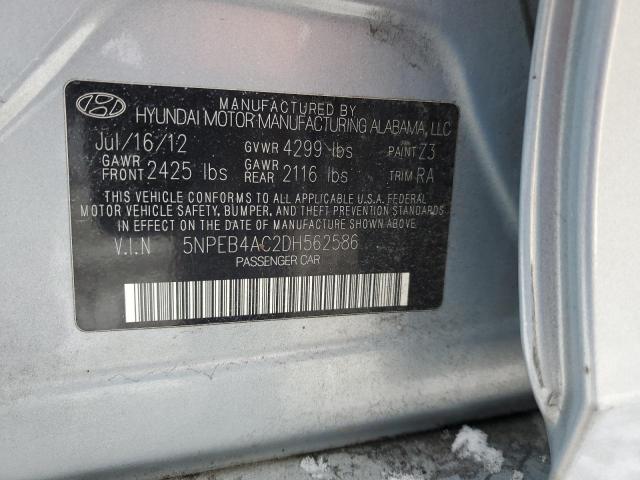 MANUFACTURED BY
HYUNDAI MOTOR MANUFACTURING ALABAMA, LLC
Jul/16/12 GVWR 4299 lbs PAINT Z3
GAWR FRONT 2425 lbs GAWR REAR 2116 lbs TRIM RA
THIS VEHICLE CONFORMS TO ALL APPLICABLE U.S.A. FEDERAL
MOTOR VEHICLE SAFETY, BUMPER, AND THEFT PREVENTION STANDARDS
IN EFFECT ON THE DATE OF MANUFACTURE SHOWN ABOVE.
V.I.N 5NPEB4AC2DH562586
PASSENGER CAR